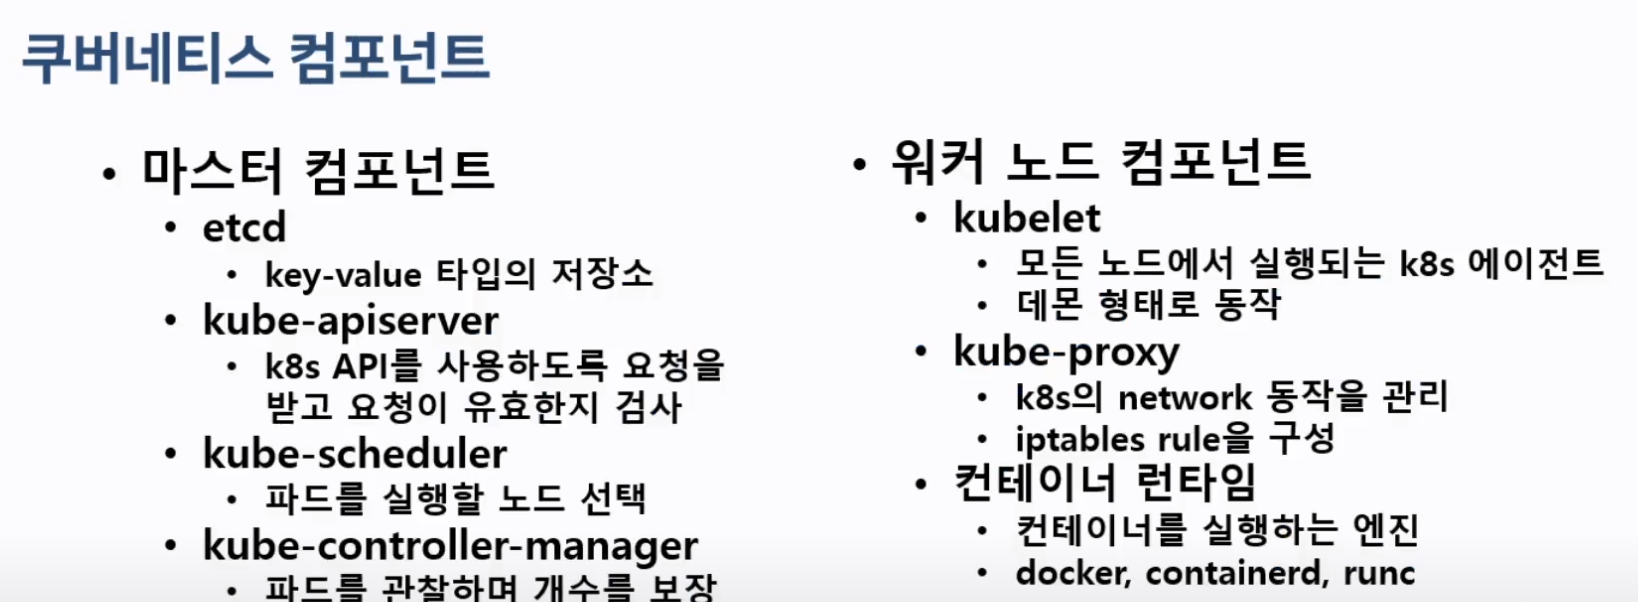 쿠버네티스 컴포넌트
• 마스터 컴포넌트
• etcd
• key-value 타입의 저장소
• kube-apiserver
• k8s API를 사용하도록 요청을
받고 요청이 유효한지 검사
• kube-scheduler
• 파드를 실행할 노드 선택
• kube-controller-manager
• 파드를 관찰하며 개수를 보장
• 워커 노드 컴포넌트
• kubelet
• 모든 노드에서 실행되는 k8s 에이전트
• 데몬 형태로 동작
• kube-proxy
• k8s의 network 동작을 관리
• iptables rule을 구성
• 컨테이너 런타임
• 컨테이너를 실행하는 엔진
• docker, containerd, runc